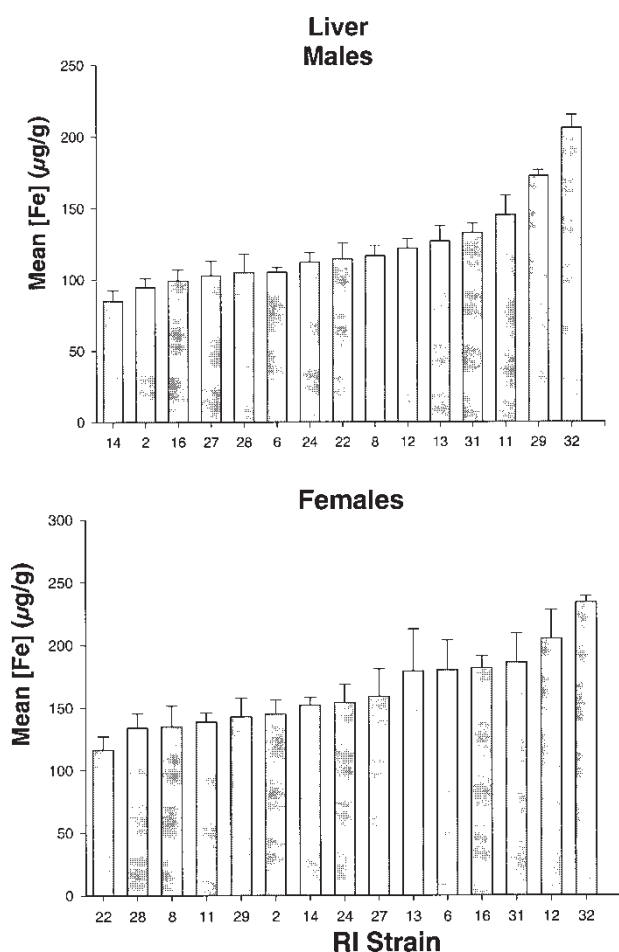 Liver
Males
Mean [Fe] (µg/g)
250
200
150
100
50
0
14 2 16 27 28 6 24 22 8 12 13 31 11 29 32
Females
Mean [Fe] (µg/g)
300
250
200
150
100
50
0
22 28 8 11 29 2 14 24 27 13 6 16 31 12 32
RI Strain